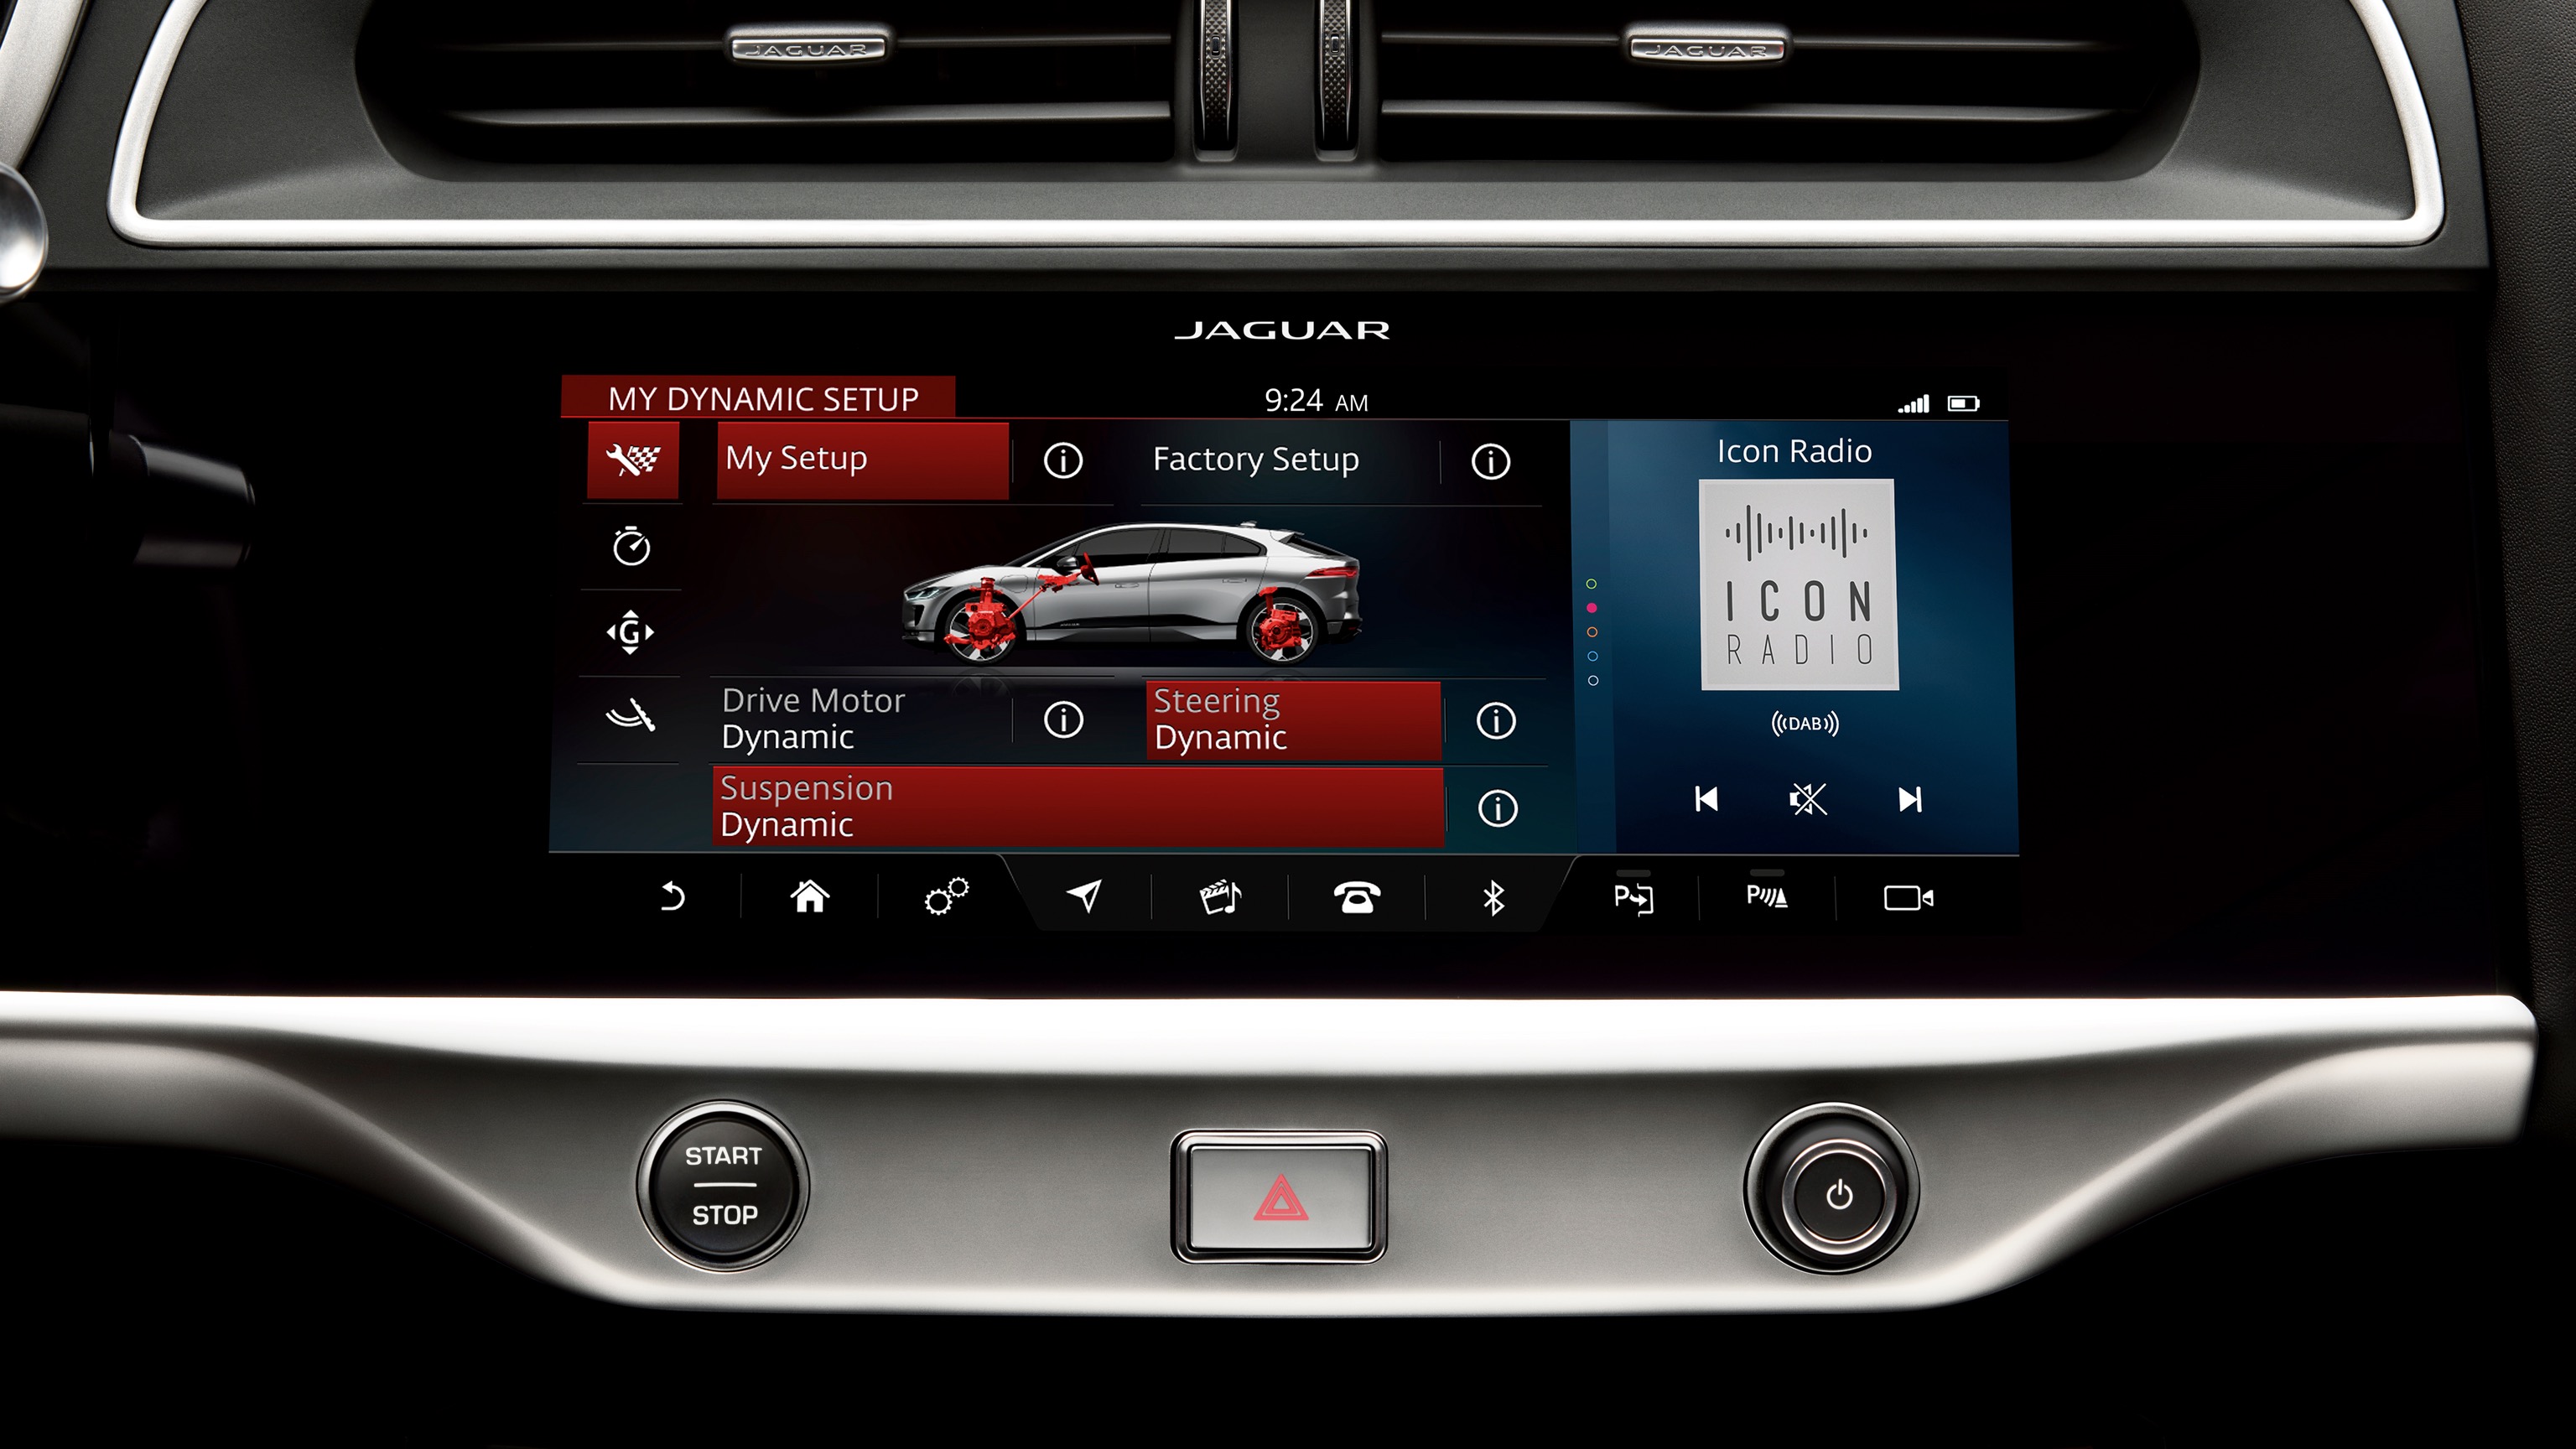 JAGUAR
JAGUAR
JAGUAR
MY DYNAMIC SETUP
9:24 AM
My Setup
Factory Setup
Icon Radio
ICON
RADIO
G
Drive Motor
Dynamic
Steering
Dynamic
DAB
Suspension
Dynamic
P
P
START
STOP